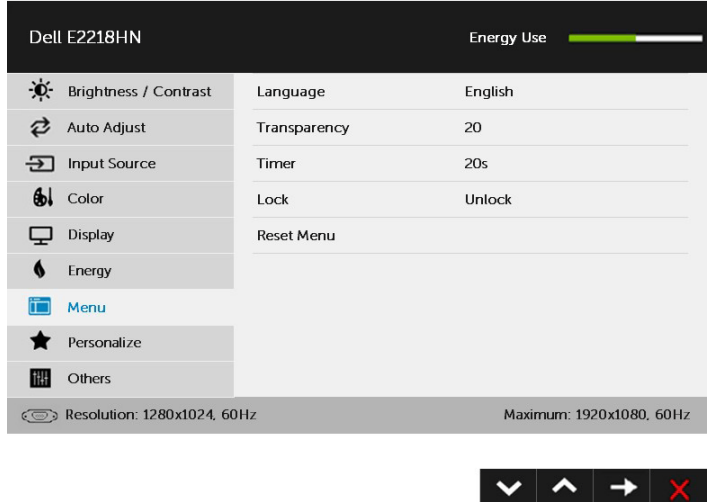 Dell E2218HN Energy Use
Brightness / Contrast Language English
Auto Adjust Transparency 20
Input Source Timer 20s
Color Lock Unlock
Display Reset Menu
Energy
Menu
Personalize
Others
Resolution: 1280x1024, 60Hz Maximum: 1920x1080, 60Hz